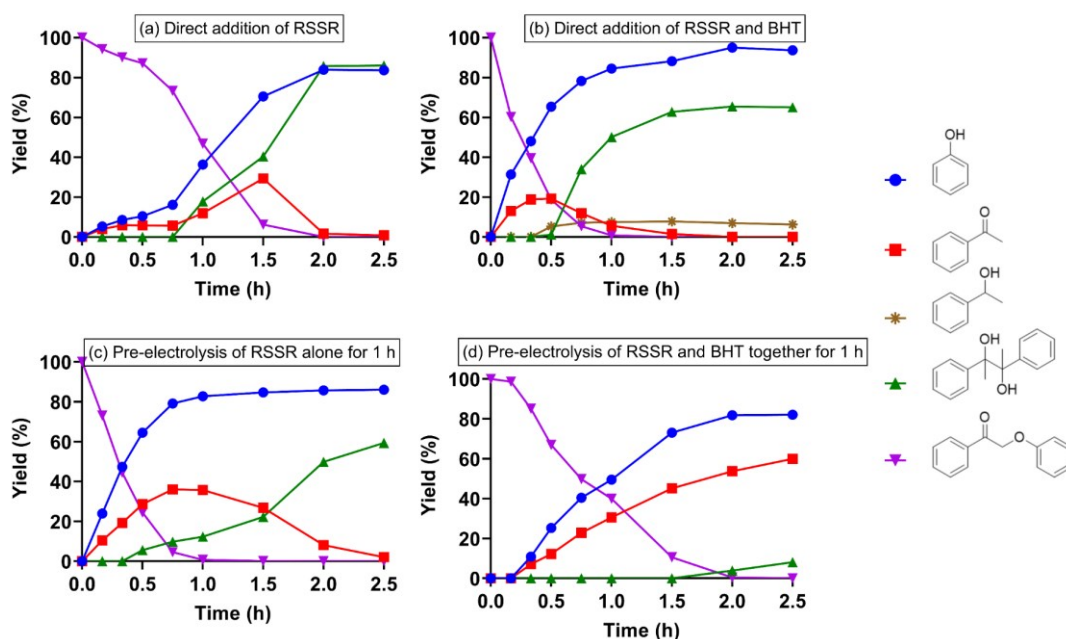 (a) Direct addition of RSSR
Yield (%)
100
80
60
40
20
0
0.0 0.5 1.0 1.5 2.0 2.5
Time (h)
(b) Direct addition of RSSR and BHT
Yield (%)
100
80
60
40
20
0
0.0 0.5 1.0 1.5 2.0 2.5
Time (h)
(c) Pre-electrolysis of RSSR alone for 1 h
Yield (%)
100
80
60
40
20
0
0.0 0.5 1.0 1.5 2.0 2.5
Time (h)
(d) Pre-electrolysis of RSSR and BHT together for 1 h
Yield (%)
100
80
60
40
20
0
0.0 0.5 1.0 1.5 2.0 2.5
Time (h)
OH
O
OH
OH
OH
O
O